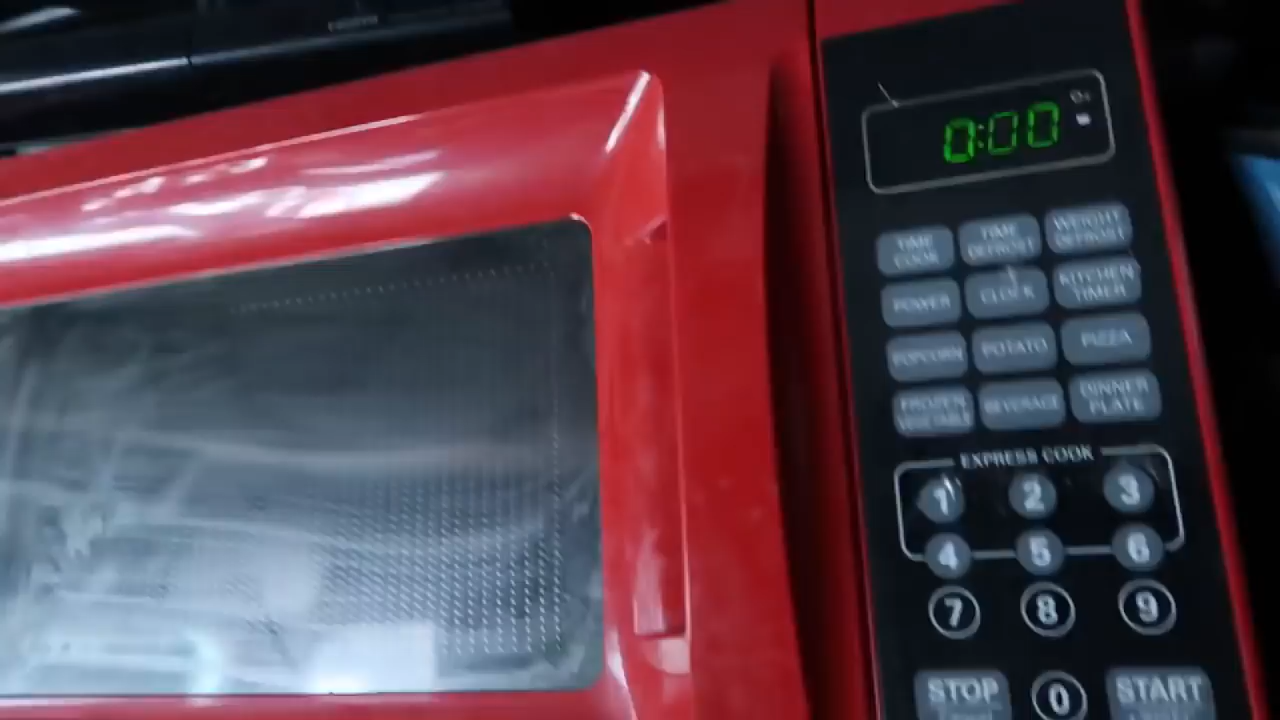 HDMI
0:00
TIME COOK
TIME DEFROST
WEIGHT DEFROST
POWER
CLOCK
KITCHEN TIMER
POPCORN
POTATO
PIZZA
FROZEN VEGETABLE
BEVERAGE
DINNER PLATE
EXPRESS COOK
1 2 3
4 5 6
7 8 9
STOP 0 START